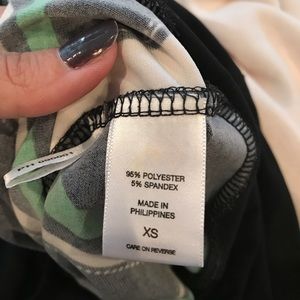 95% POLYESTER
5% SPANDEX
MADE IN
PHILIPPINES
XS
CARE ON REVERSE